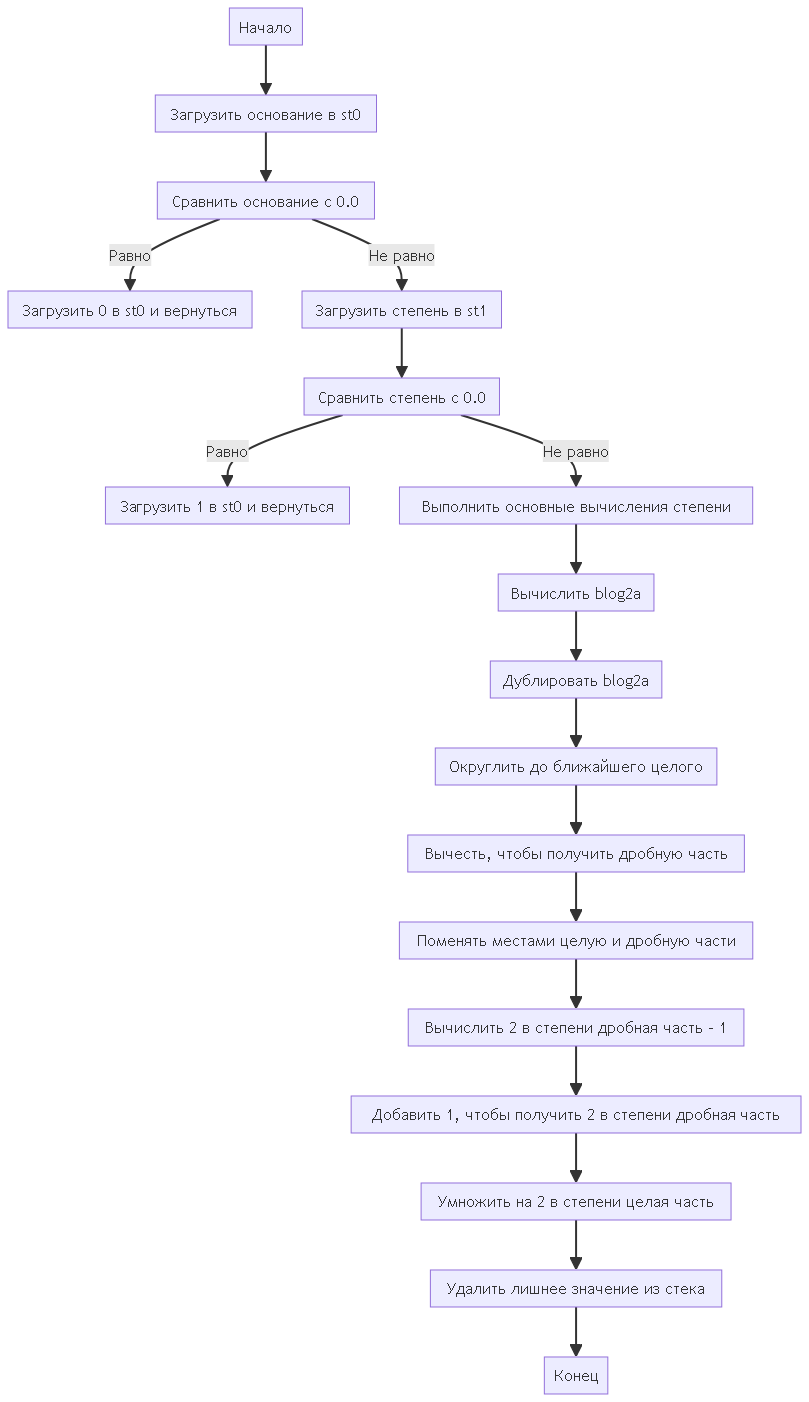 Начало
Загрузить основание в st0
Сравнить основание с 0.0
Равно
Не равно
Загрузить 0 в st0 и вернуться
Загрузить степень в st1
Сравнить степень с 0.0
Равно
Не равно
Загрузить 1 в st0 и вернуться
Выполнить основные вычисления степени
Вычислить blog2a
Дублировать blog2a
Округлить до ближайшего целого
Вычесть, чтобы получить дробную часть
Поменять местами целую и дробную части
Вычислить 2 в степени дробная часть - 1
Добавить 1, чтобы получить 2 в степени дробная часть
Умножить на 2 в степени целая часть
Удалить лишнее значение из стека
Конец